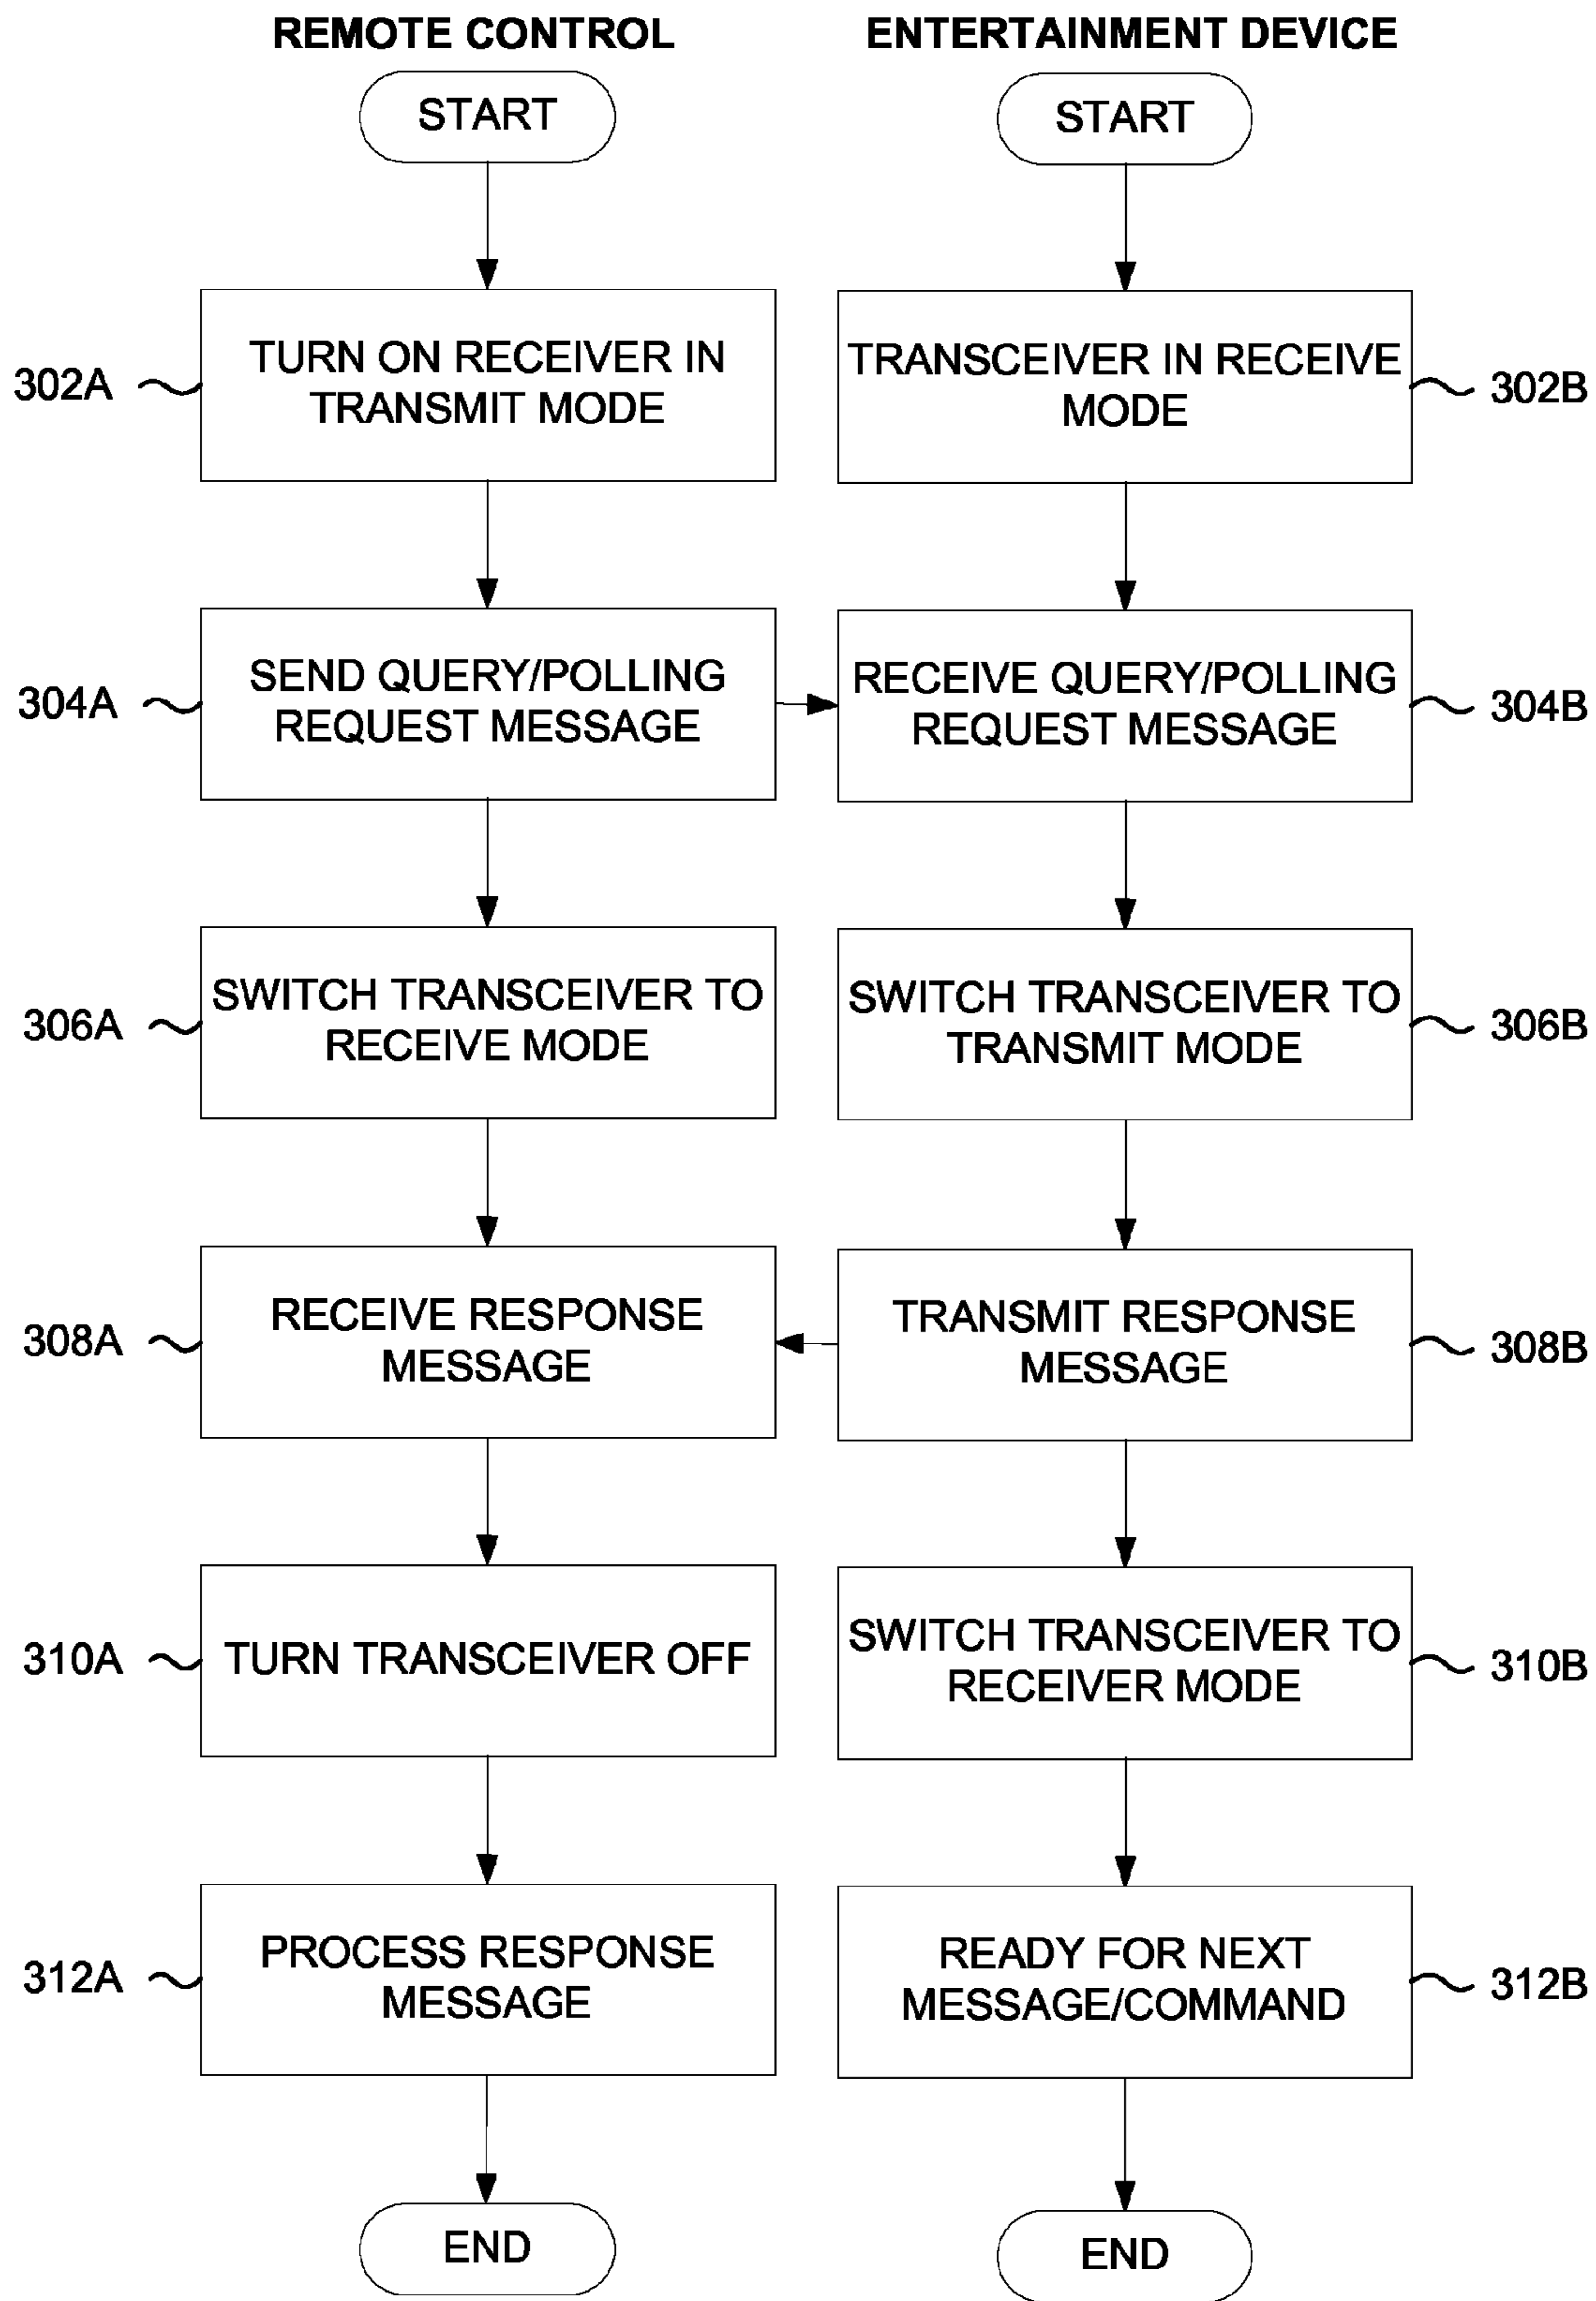 REMOTE CONTROL
START
302A
TURN ON RECEIVER IN
TRANSMIT MODE
304A
SEND QUERY/POLLING
REQUEST MESSAGE
306A
SWITCH TRANSCEIVER TO
RECEIVE MODE
308A
RECEIVE RESPONSE
MESSAGE
310A
TURN TRANSCEIVER OFF
312A
PROCESS RESPONSE
MESSAGE
END
ENTERTAINMENT DEVICE
START
TRANSCEIVER IN RECEIVE
MODE
302B
RECEIVE QUERY/POLLING
REQUEST MESSAGE
304B
SWITCH TRANSCEIVER TO
TRANSMIT MODE
306B
TRANSMIT RESPONSE
MESSAGE
308B
SWITCH TRANSCEIVER TO
RECEIVER MODE
310B
READY FOR NEXT
MESSAGE/COMMAND
312B
END